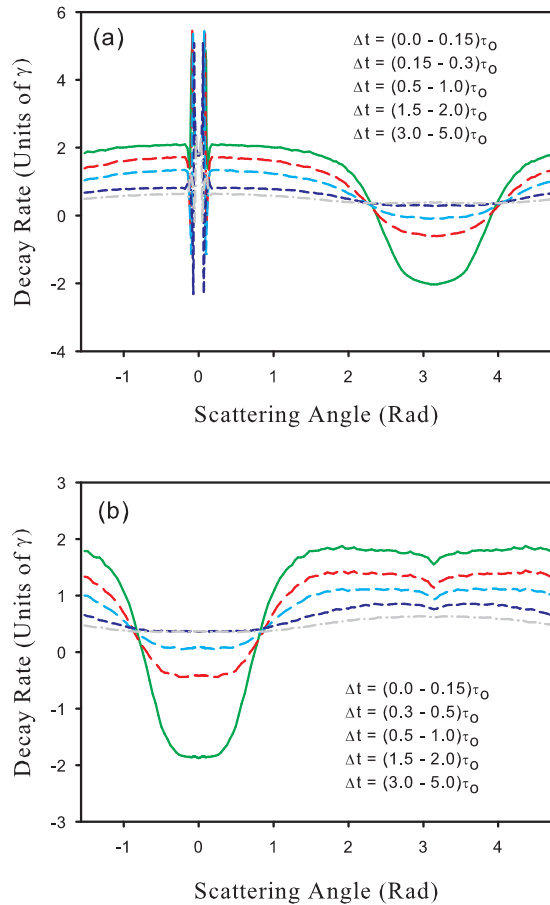 (a)
Δt = (0.0 - 0.15)τo
Δt = (0.15 - 0.3)τo
Δt = (0.5 - 1.0)τo
Δt = (1.5 - 2.0)τo
Δt = (3.0 - 5.0)τo
Decay Rate (Units of γ)
6
4
2
0
-2
-4
-1
0
1
2
3
4
Scattering Angle (Rad)
(b)
Decay Rate (Units of γ)
3
2
1
0
-1
-2
-3
Δt = (0.0 - 0.15)τo
Δt = (0.3 - 0.5)τo
Δt = (0.5 - 1.0)τo
Δt = (1.5 - 2.0)τo
Δt = (3.0 - 5.0)τo
-1
0
1
2
3
4
Scattering Angle (Rad)